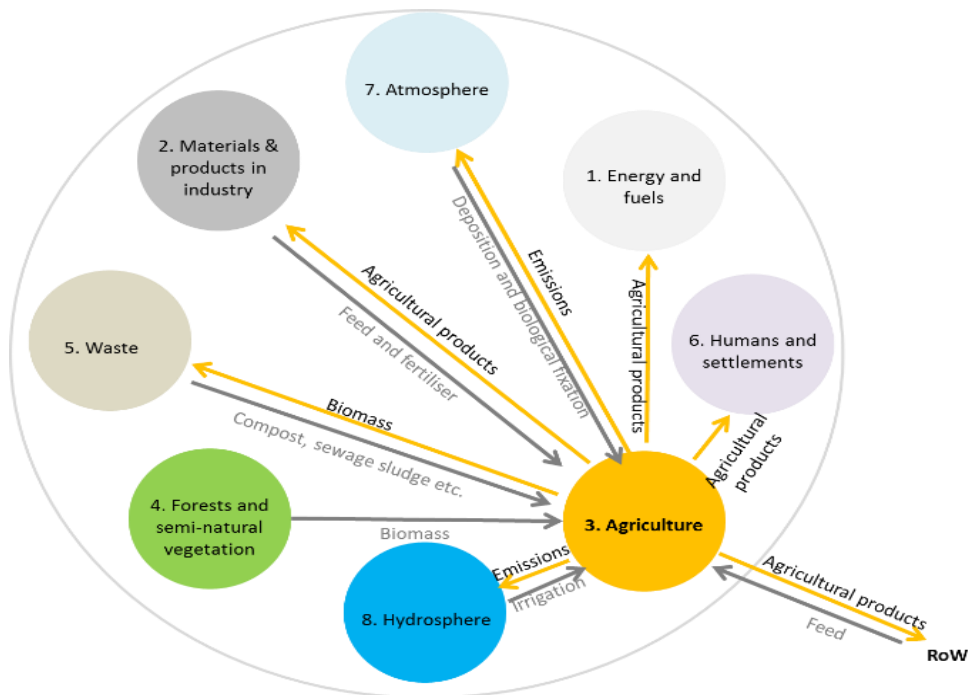 7. Atmosphere
2. Materials &
products in
industry
1. Energy and
fuels
Deposition and biological fixation
Emissions
Agricultural products
Feed and fertiliser
Agricultural products
6. Humans and
settlements
5. Waste
Biomass
Compost, sewage sludge etc.
Agricultural
products
4. Forests and
semi-natural
vegetation
Biomass
3. Agriculture
Emissions
Irrigation
8. Hydrosphere
Agricultural products
Feed
RoW